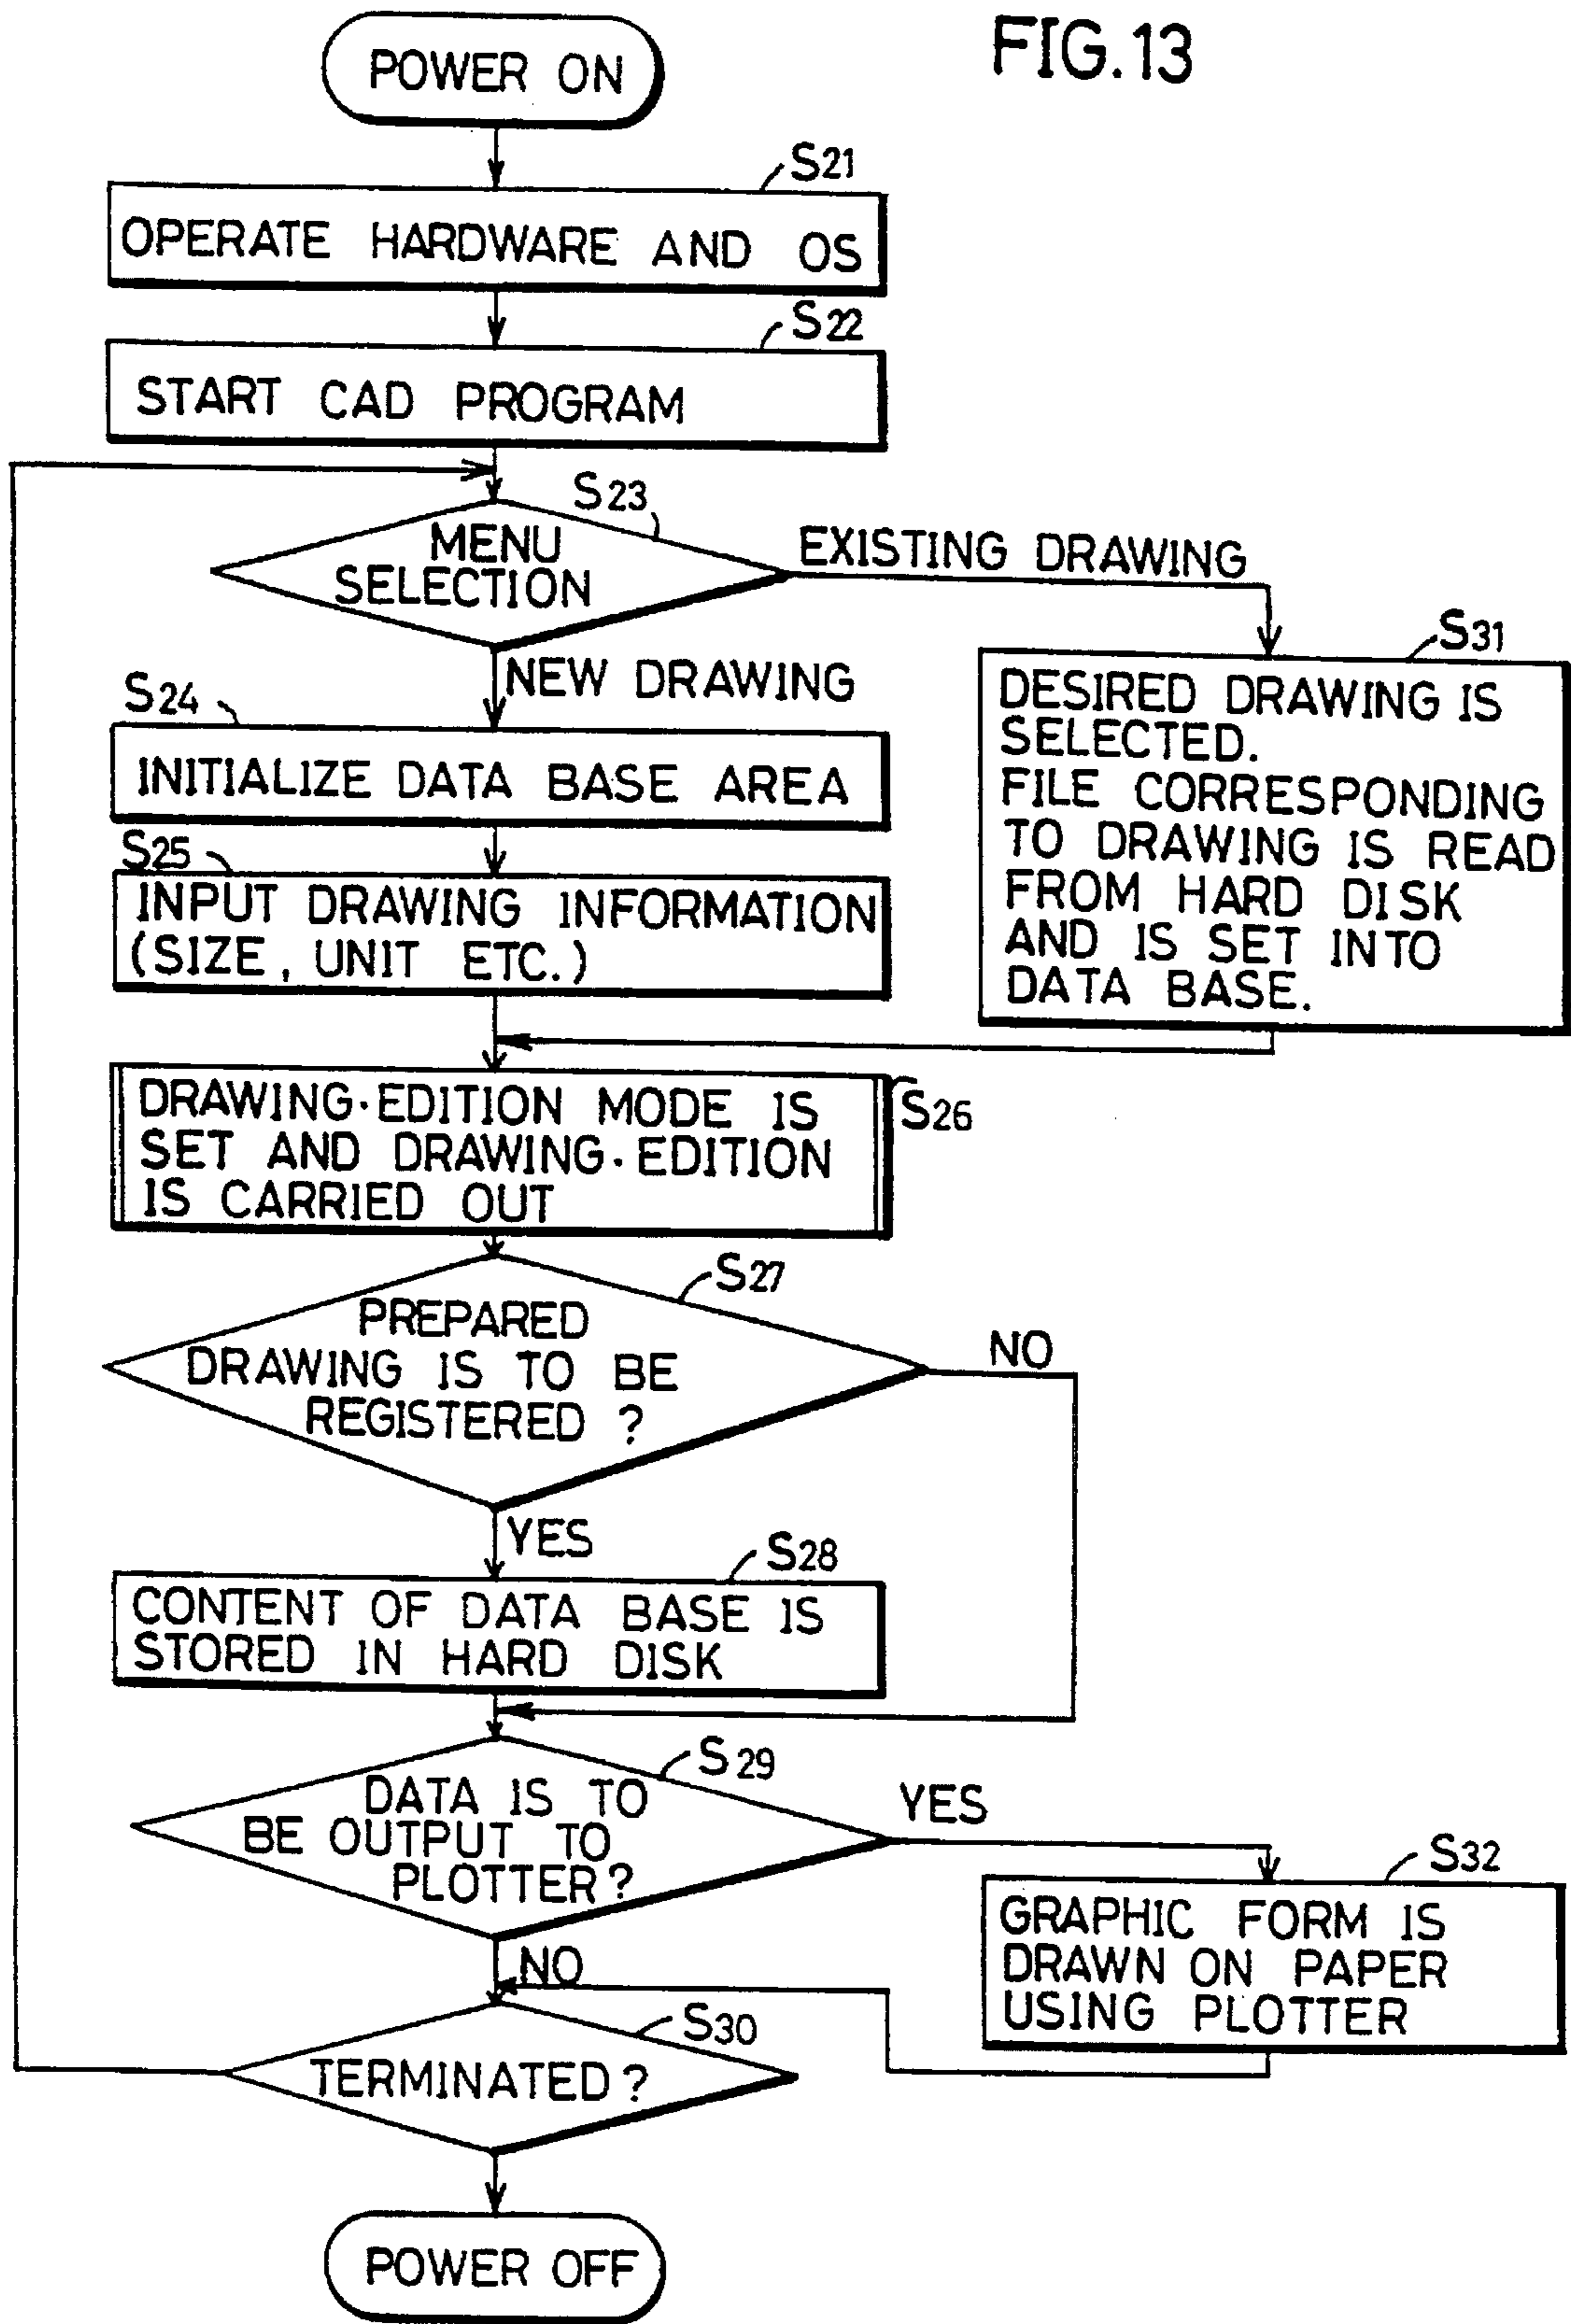 FIG.13
POWER ON
S21
OPERATE HARDWARE AND OS
S22
START CAD PROGRAM
S23
MENU
SELECTION
EXISTING DRAWING
NEW DRAWING
S31
DESIRED DRAWING IS
SELECTED.
FILE CORRESPONDING
TO DRAWING IS READ
FROM HARD DISK
AND IS SET INTO
DATA BASE.
S24
INITIALIZE DATA BASE AREA
S25
INPUT DRAWING INFORMATION
(SIZE, UNIT ETC.)
S26
DRAWING·EDITION MODE IS
SET AND DRAWING·EDITION
IS CARRIED OUT
S27
PREPARED
DRAWING IS TO BE
REGISTERED ?
NO
YES
S28
CONTENT OF DATA BASE IS
STORED IN HARD DISK
S29
DATA IS TO
BE OUTPUT TO
PLOTTER?
YES
NO
S32
GRAPHIC FORM IS
DRAWN ON PAPER
USING PLOTTER
S30
TERMINATED?
POWER OFF